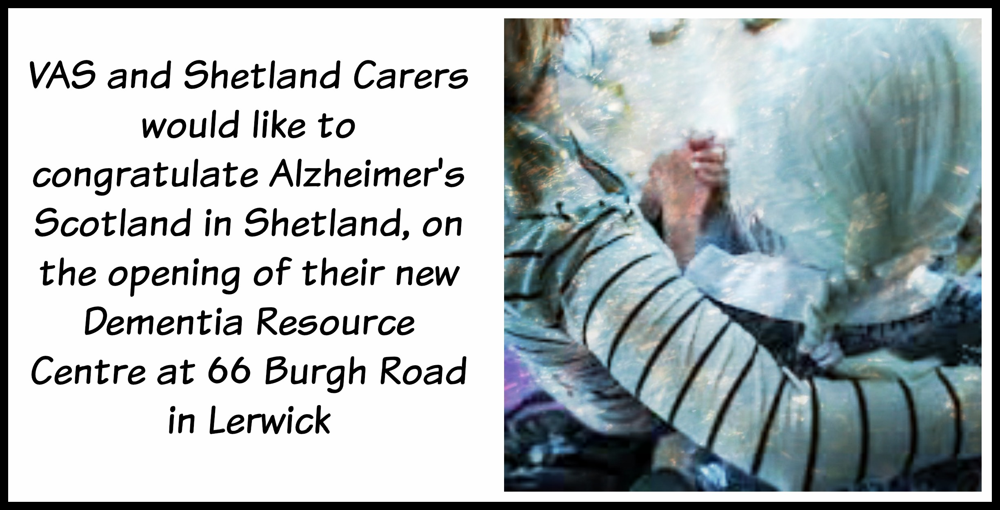 VAS and Shetland Carers
would like to
congratulate Alzheimer's
Scotland in Shetland, on
the opening of their new
Dementia Resource
Centre at 66 Burgh Road
in Lerwick